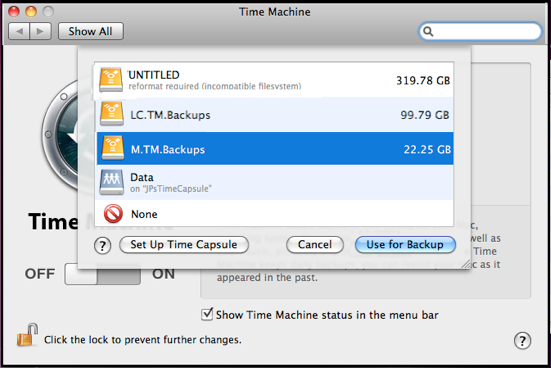 Time Machine
Show All
UNTITLED
reformat required (incompatible filesystem)
319.78 GB
LC.TM.Backups
99.79 GB
M.TM.Backups
22.25 GB
Data
on "JPsTimeCapsule"
None
? Set Up Time Capsule Cancel Use for Backup
Time
OFF ON
well as
Time
as it
appeared in the past.
Show Time Machine status in the menu bar
Click the lock to prevent further changes. ?